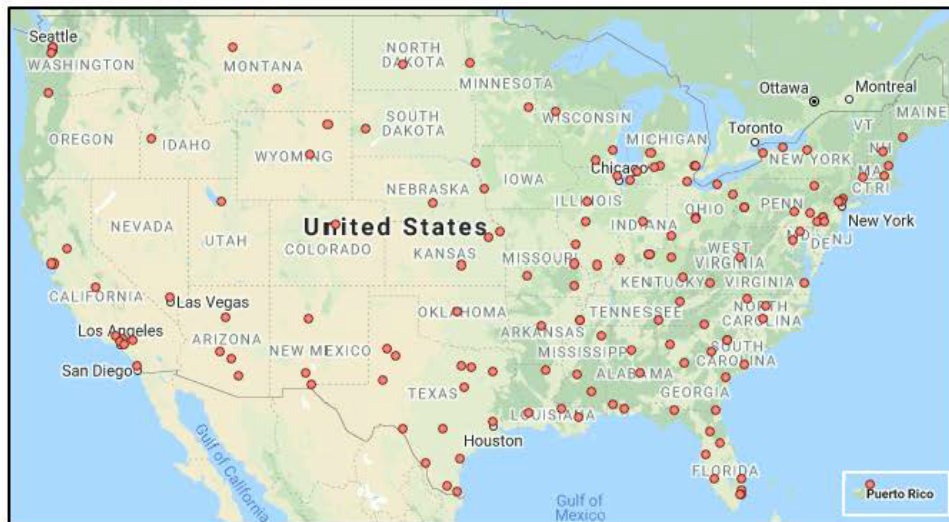 Seattle
WASHINGTON
MONTANA
NORTH
DAKOTA
MINNESOTA
Ottawa
Montreal
MAINE
OREGON
IDAHO
SOUTH
DAKOTA
WISCONSIN
MICHIGAN
Toronto
VT
NH
WYOMING
NEW YORK
MA
CT RI
Chicago
IOWA
NEBRASKA
NEVADA
UTAH
COLORADO
United States
KANSAS
ILLINOIS
INDIANA
OHIO
PENN
New York
MD
DE
NJ
MISSOURI
WEST
VIRGINIA
VIRGINIA
KENTUCKY
CALIFORNIA
Las Vegas
OKLAHOMA
TENNESSEE
NORTH
CAROLINA
Los Angeles
ARIZONA
NEW MEXICO
ARKANSAS
MISSISSIPPI
SOUTH
CAROLINA
San Diego
TEXAS
ALABAMA
GEORGIA
LOUISIANA
Houston
Gulf of California
FLORIDA
Gulf of
Mexico
Puerto Rico